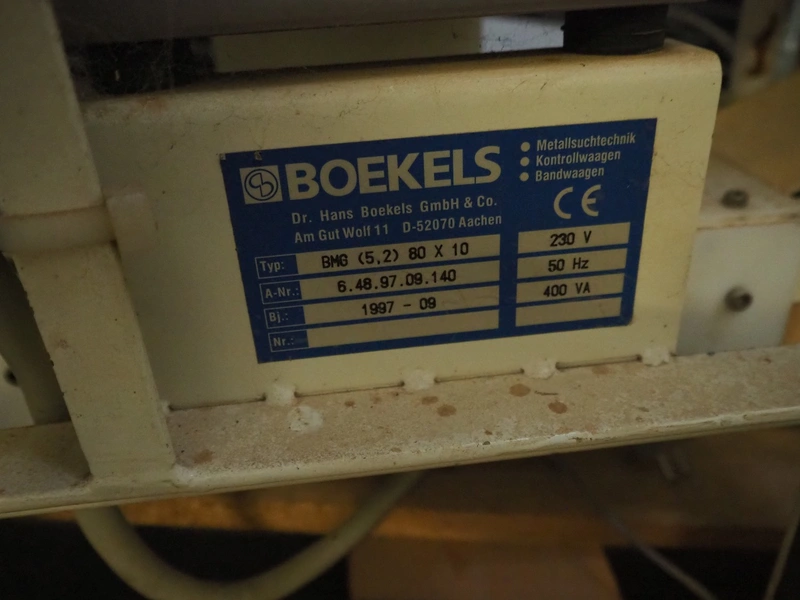 BOEKELS
• Metallsuchtechnik
• Kontrollwaagen
• Bandwaagen
Dr. Hans Boekels GmbH & Co.
Am Gut Wolf 11 D-52070 Aachen
CE
Typ: BMG (5,2) 80 X 10 230 V
A-Nr.: 6.48.97.09.140 50 Hz
Bj.: 1997 - 09 400 VA
Nr.: